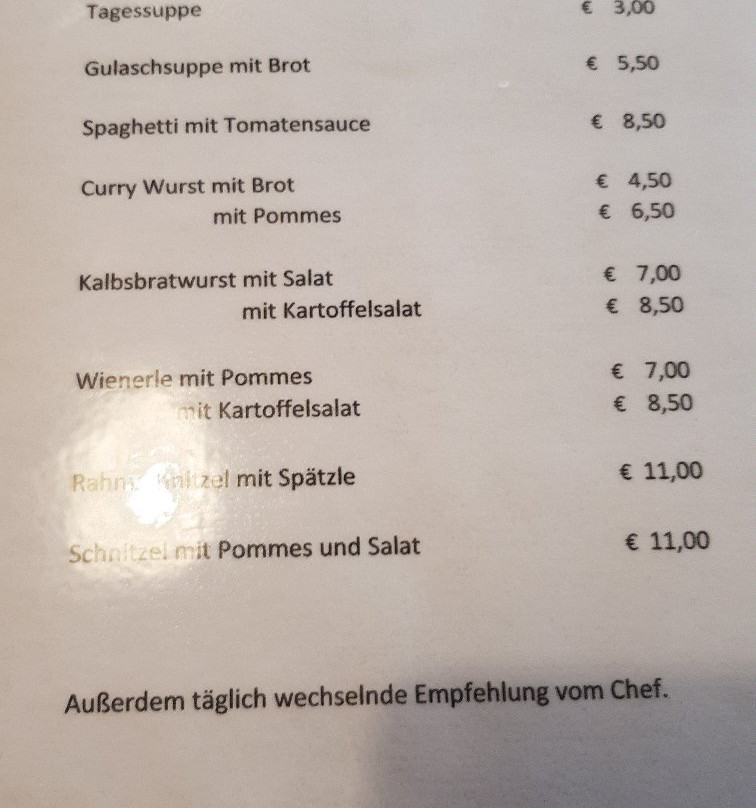 Tagessuppe € 3,00
Gulaschsuppe mit Brot € 5,50
Spaghetti mit Tomatensauce € 8,50
Curry Wurst mit Brot € 4,50
mit Pommes € 6,50
Kalbsbratwurst mit Salat € 7,00
mit Kartoffelsalat € 8,50
Wienerle mit Pommes € 7,00
mit Kartoffelsalat € 8,50
Rahmschnitzel mit Spätzle € 11,00
Schnitzel mit Pommes und Salat € 11,00
Außerdem täglich wechselnde Empfehlung vom Chef.